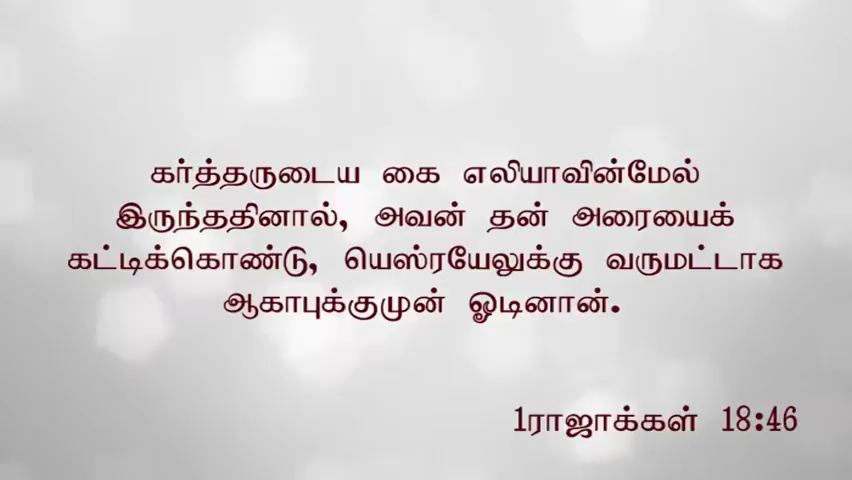 கர்த்தருடைய கை எலியாவின்மேல்
இருந்ததினால், அவன் தன் அரையைக்
கட்டிக்கொண்டு, யெஸ்ரயேலுக்கு வருமட்டாக
ஆகாபுக்குமுன் ஓடினான்.
1ராஜாக்கள் 18:46